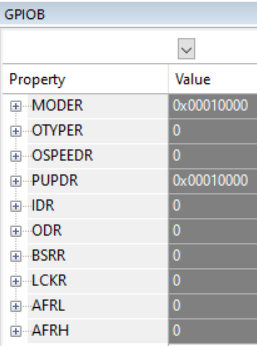 GPIOB
Property Value
MODER 0x00010000
OTYPER 0
OSPEEDR 0
PUPDR 0x00010000
IDR 0
ODR 0
BSRR 0
LCKR 0
AFRL 0
AFRH 0